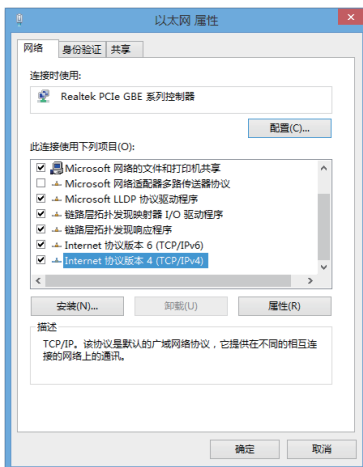 以太网 属性
网络 身份验证 共享
连接时使用:
Realtek PCIe GBE 系列控制器
配置(C)...
此连接使用下列项目(O):
Microsoft 网络的文件和打印机共享
Microsoft 网络适配器多路传送器协议
Microsoft LLDP 协议驱动程序
链路层拓扑发现映射器 I/O 驱动程序
链路层拓扑发现响应程序
Internet 协议版本 6 (TCP/IPv6)
Internet 协议版本 4 (TCP/IPv4)
安装(N)... 卸载(U) 属性(R)
描述
TCP/IP。该协议是默认的广域网络协议，它提供在不同的相互连
接的网络上的通讯。
确定 取消